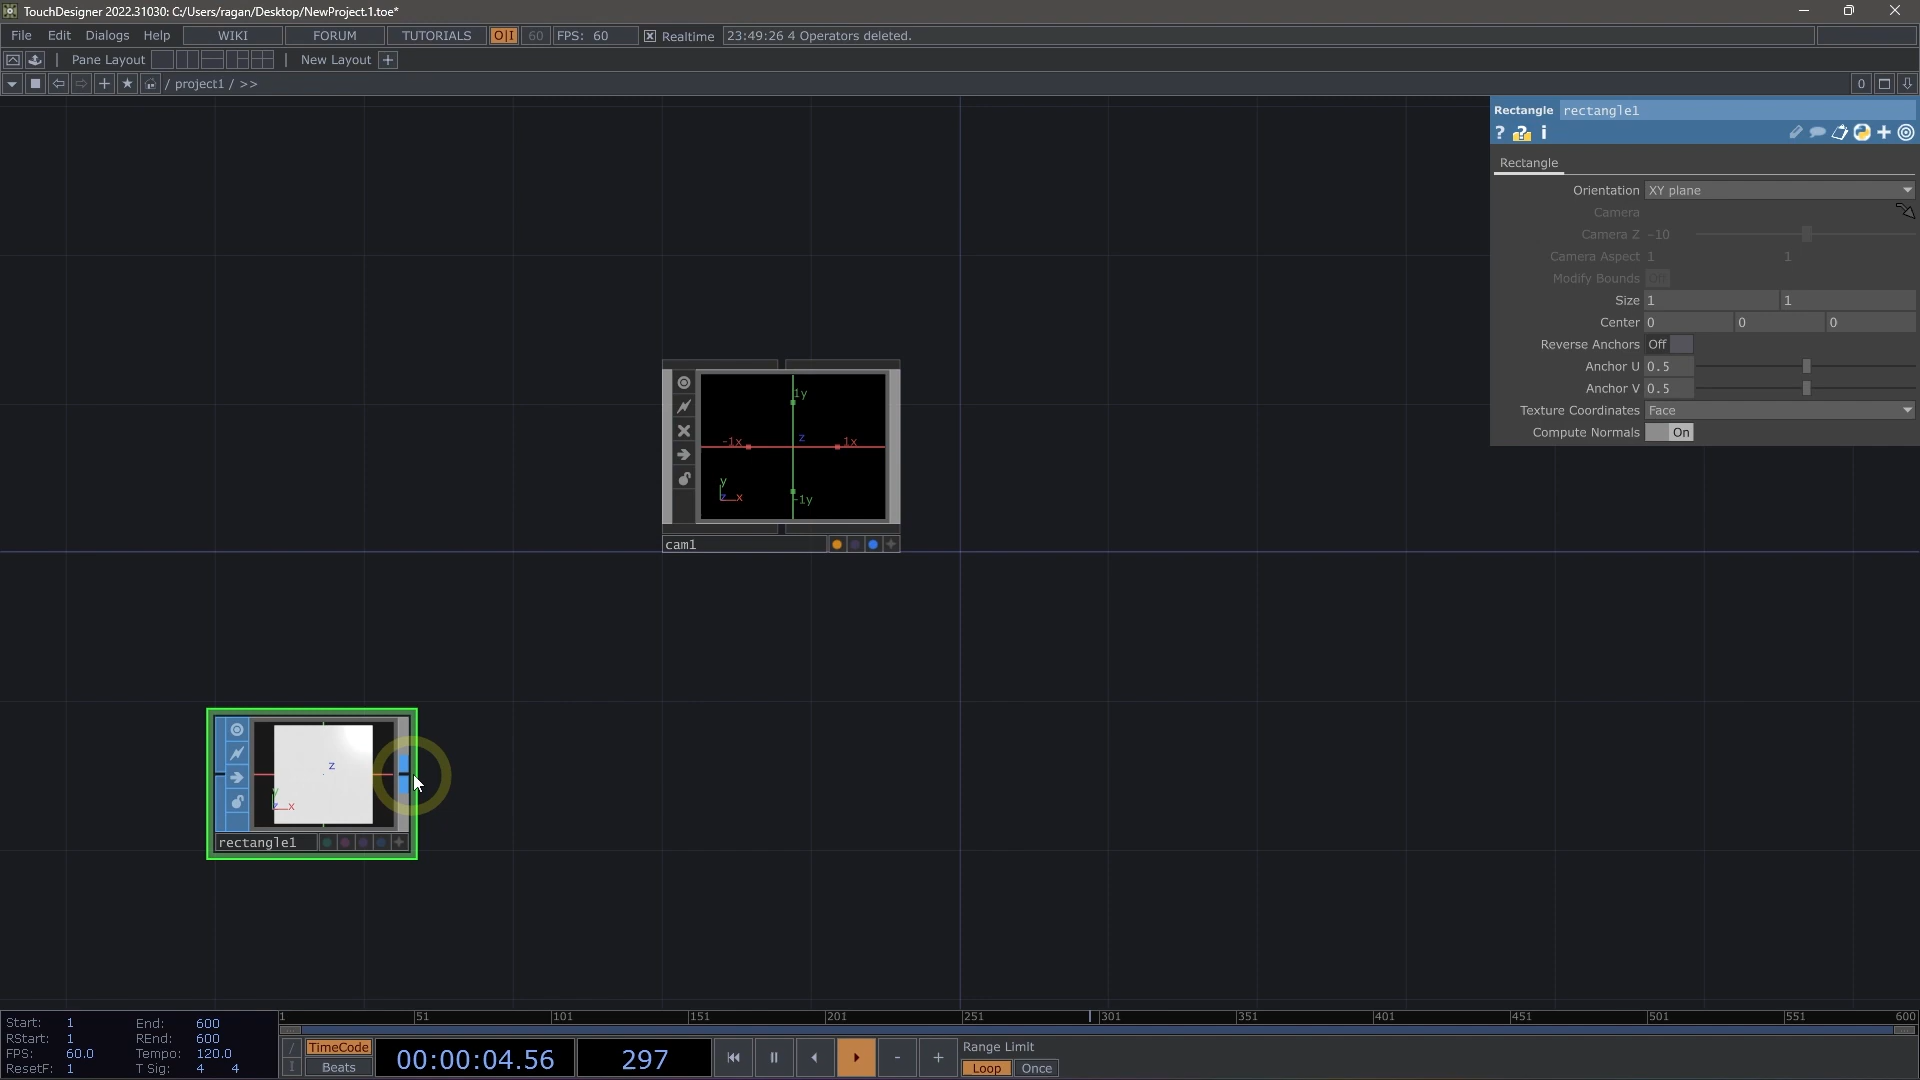 TouchDesigner 2022.31030: C:/Users/ragan/Desktop/NewProject.1.toe*
File Edit Dialogs Help WIKI FORUM TUTORIALS O|I 60 FPS: 60 Realtime 23:49:26 4 Operators deleted.
Pane Layout New Layout +
/ project1 / >> 0
Rectangle rectangle1
? ? i
Rectangle
Orientation XY plane
Camera
Camera Z -10
Camera Aspect 1 1
Modify Bounds Off
Size 1 1
Center 0 0 0
Reverse Anchors Off
Anchor U 0.5
Anchor V 0.5
Texture Coordinates Face
Compute Normals On
1y
-1x z 1x
y
z x
-1y
cam1
z
y
z x
rectangle1
Start: 1 End: 600
RStart: 1 REnd: 600
FPS: 60.0 Tempo: 120.0
ResetF: 1 T Sig: 4 4
1 51 101 151 201 251 301 351 401 451 501 551 600
/ TimeCode
I Beats
00:00:04.56 297 - +
Range Limit
Loop Once